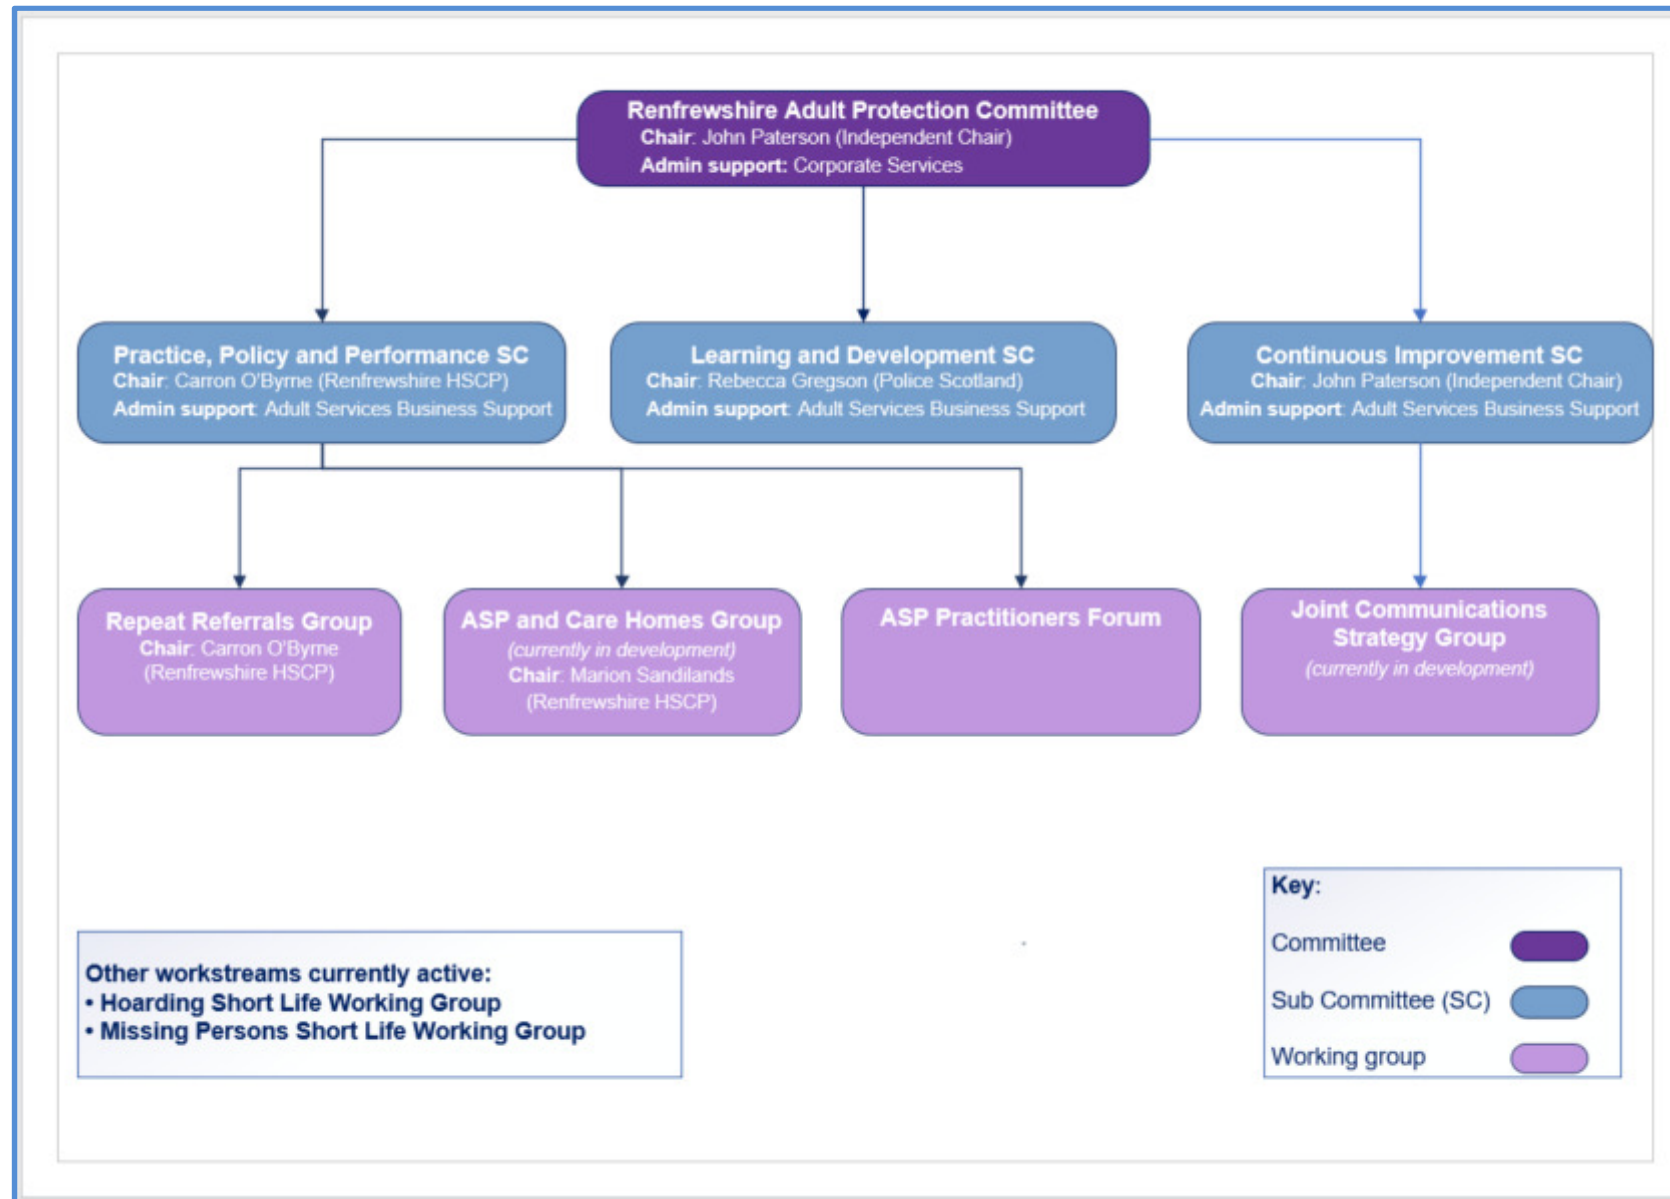 Renfrewshire Adult Protection Committee
Chair: John Paterson (Independent Chair)
Admin support: Corporate Services
Practice, Policy and Performance SC
Chair: Carron O'Byrne (Renfrewshire HSCP)
Admin support: Adult Services Business Support
Learning and Development SC
Chair: Rebecca Gregson (Police Scotland)
Admin support: Adult Services Business Support
Continuous Improvement SC
Chair: John Paterson (Independent Chair)
Admin support: Adult Services Business Support
Repeat Referrals Group
Chair: Carron O'Byrne
(Renfrewshire HSCP)
ASP and Care Homes Group
(currently in development)
Chair: Marion Sandilands
(Renfrewshire HSCP)
ASP Practitioners Forum
Joint Communications
Strategy Group
(currently in development)
Other workstreams currently active:
• Hoarding Short Life Working Group
• Missing Persons Short Life Working Group
Key:
Committee
Sub Committee (SC)
Working group